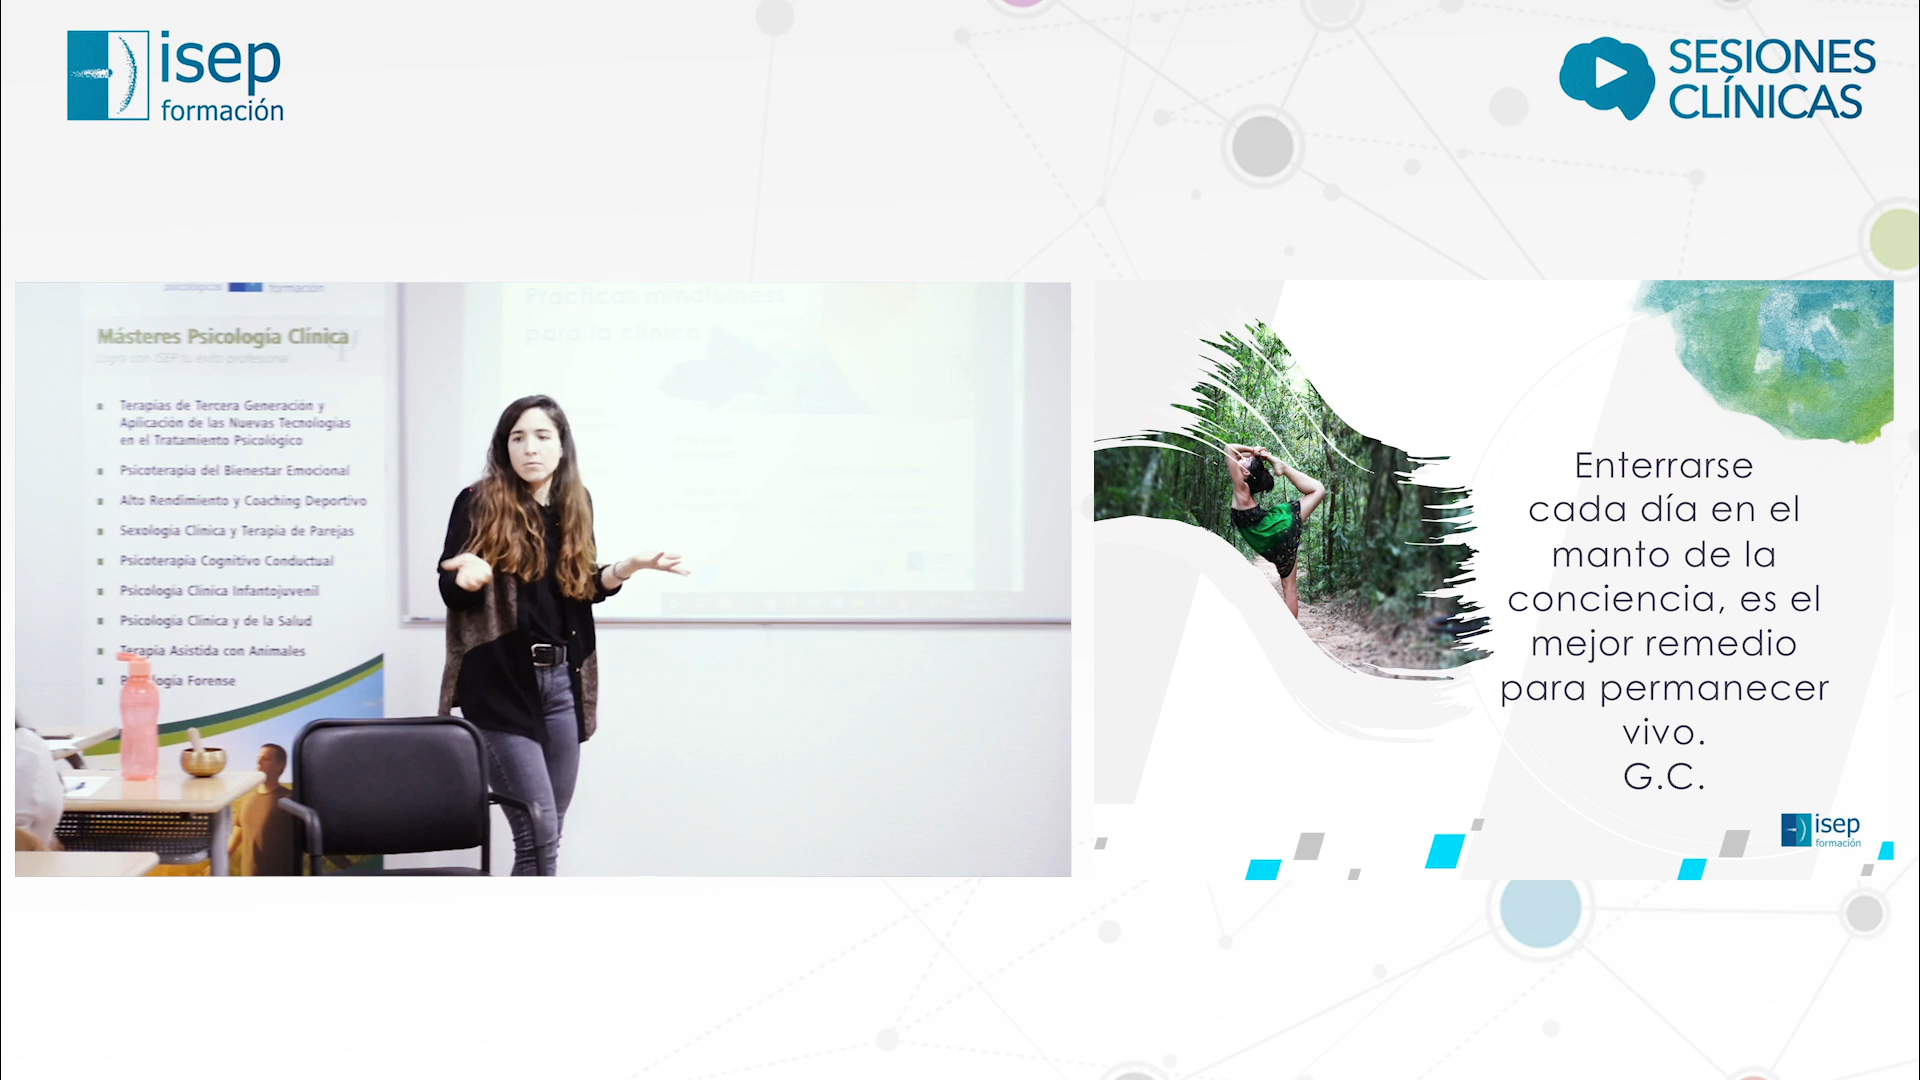 isep
formación
SESIONES
CLÍNICAS
psicológicos formación
Másteres Psicología Clínica
Logra con ISEP tu éxito profesional
Terapias de Tercera Generación y
Aplicación de las Nuevas Tecnologías
en el Tratamiento Psicológico
Psicoterapia del Bienestar Emocional
Alto Rendimiento y Coaching Deportivo
Sexología Clínica y Terapia de Parejas
Psicoterapia Cognitivo Conductual
Psicología Clínica Infantojuvenil
Psicología Clínica y de la Salud
Terapia Asistida con Animales
Forense
Prácticas mindfulness
para la clínica
Enterrarse
cada día en el
manto de la
conciencia, es el
mejor remedio
para permanecer
vivo.
G.C.
isep
formación